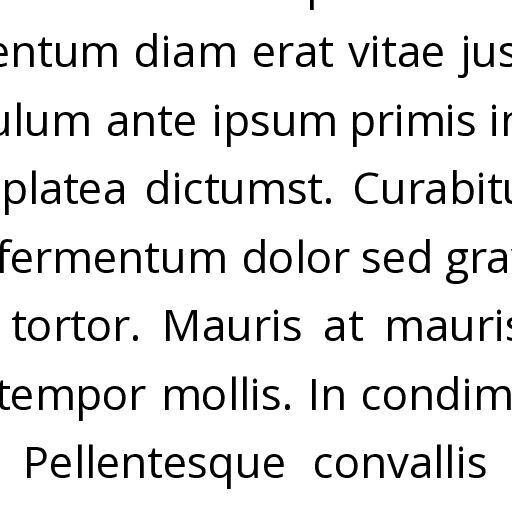 entum diam erat vitae jus
ulum ante ipsum primis in
platea dictumst. Curabitu
fermentum dolor sed gra
tortor. Mauris at mauris
tempor mollis. In condim
Pellentesque convallis